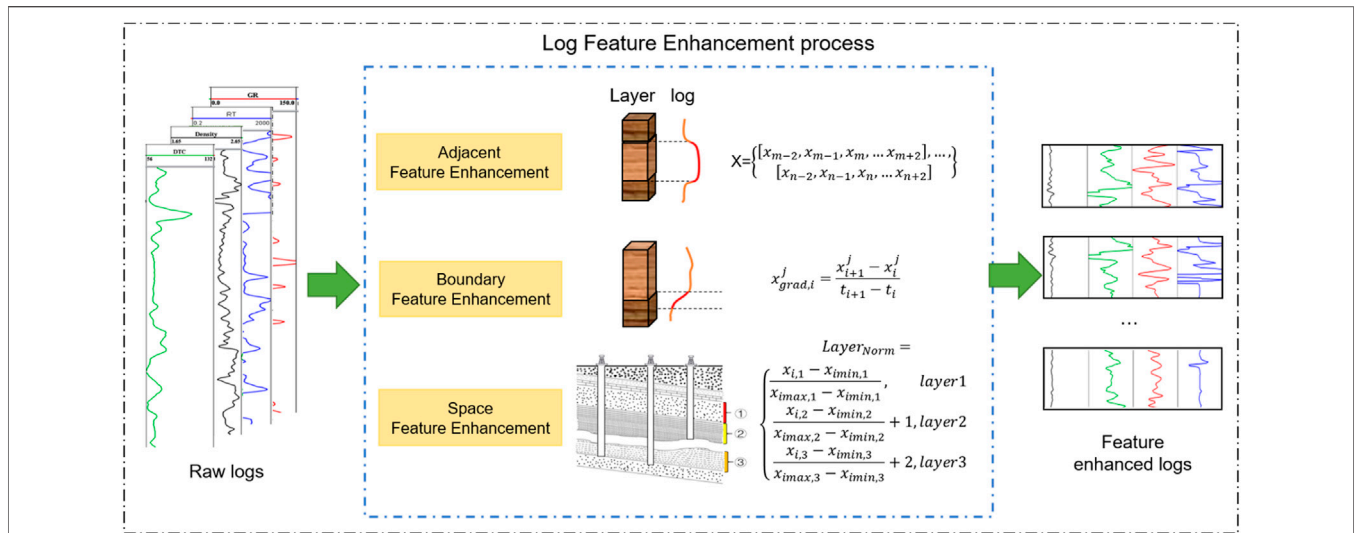 Log Feature Enhancement process
GR
0.0 150.0
RT
0.2 2000
Density
2.65
DTC
56
Raw logs
Layer log
Adjacent
Feature Enhancement
X={[x_{m-2}, x_{m-1}, x_m, … x_{m+2}], …,
[x_{n-2}, x_{n-1}, x_n, … x_{n+2}]}
Boundary
Feature Enhancement
x^j_{grad,i} = (x^j_{i+1} − x^j_i) / (t_{i+1} − t_i)
Space
Feature Enhancement
①
②
③
Layer_{Norm} =
{ (x_{i,1} − x_{imin,1}) / (x_{imax,1} − x_{imin,1}), layer1
(x_{i,2} − x_{imin,2}) / (x_{imax,2} − x_{imin,2}) + 1, layer2
(x_{i,3} − x_{imin,3}) / (x_{imax,3} − x_{imin,3}) + 2, layer3
...
Feature
enhanced logs